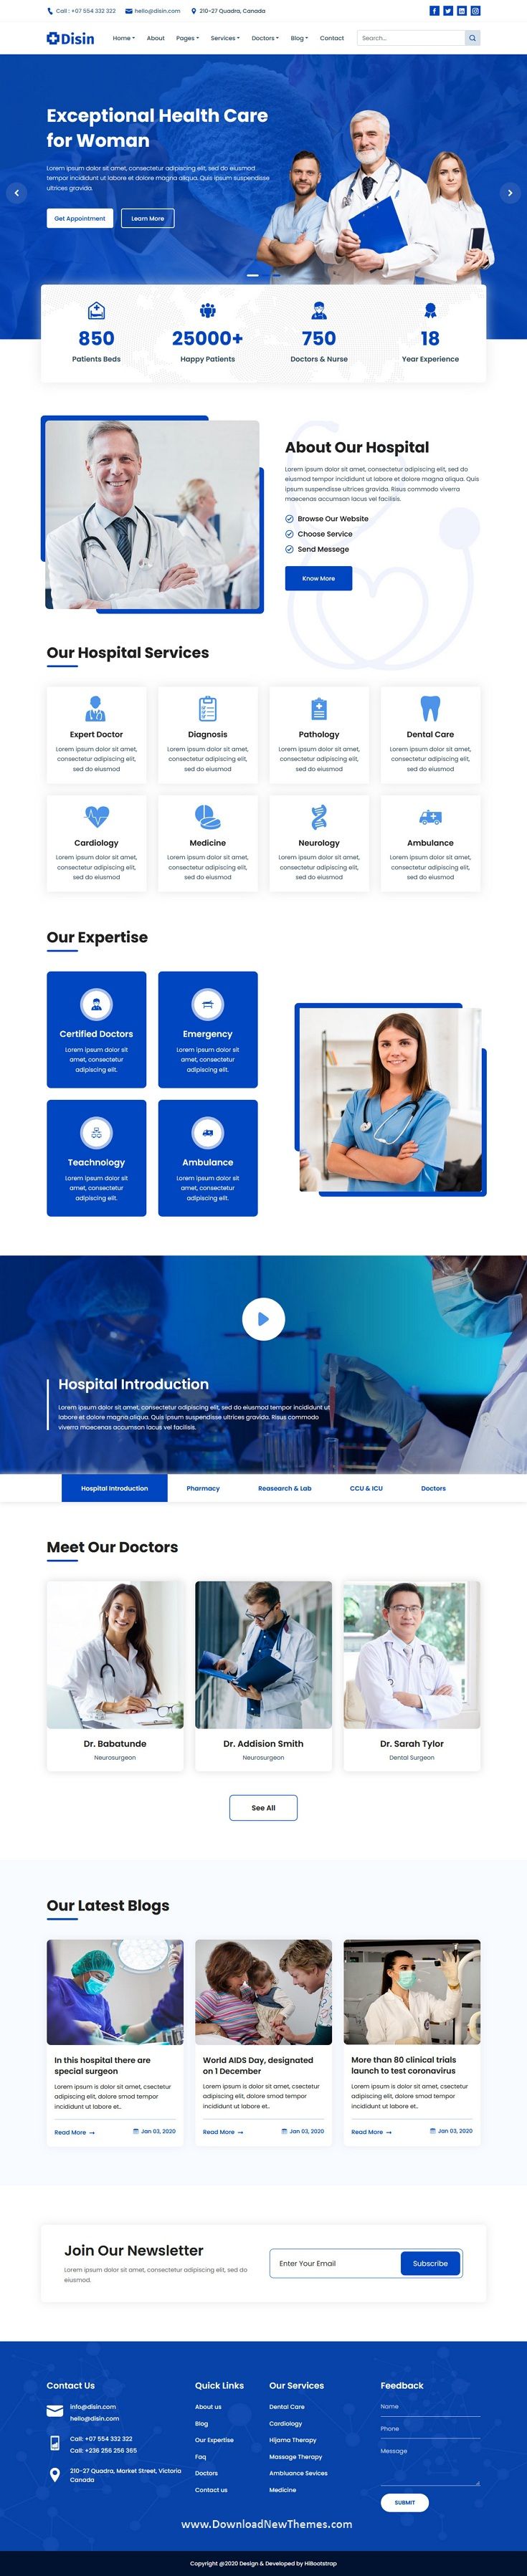 Call : +07 554 332 322
hello@disin.com
210-27 Quadra, Canada
Disin
Home
About
Pages
Services
Doctors
Blog
Contact
Search...
Exceptional Health Care
for Woman
Lorem ipsum dolor sit amet, consectetur adipiscing elit, sed do eiusmod
tempor incididunt ut labore et dolore magna aliqua. Quis ipsum suspendisse
ultrices gravida.
Get Appointment
Learn More
850
Patients Beds
25000+
Happy Patients
750
Doctors & Nurse
18
Year Experience
About Our Hospital
Lorem ipsum dolor sit amet, consectetur adipiscing elit, sed do
eiusmod tempor incididunt ut labore et dolore magna aliqua. Quis
ipsum suspendisse ultrices gravida. Risus commodo viverra
maecenas accumsan lacus vel facilisis.
Browse Our Website
Choose Service
Send Messege
Know More
Our Hospital Services
Expert Doctor
Lorem ipsum dolor sit amet,
consectetur adipiscing elit,
sed do eiusmod
Diagnosis
Lorem ipsum dolor sit amet,
consectetur adipiscing elit,
sed do eiusmod
Pathology
Lorem ipsum dolor sit amet,
consectetur adipiscing elit,
sed do eiusmod
Dental Care
Lorem ipsum dolor sit amet,
consectetur adipiscing elit,
sed do eiusmod
Cardiology
Lorem ipsum dolor sit amet,
consectetur adipiscing elit,
sed do eiusmod
Medicine
Lorem ipsum dolor sit amet,
consectetur adipiscing elit,
sed do eiusmod
Neurology
Lorem ipsum dolor sit amet,
consectetur adipiscing elit,
sed do eiusmod
Ambulance
Lorem ipsum dolor sit amet,
consectetur adipiscing elit,
sed do eiusmod
Our Expertise
Certified Doctors
Lorem ipsum dolor sit
amet, consectetur
adipiscing elit.
Emergency
Lorem ipsum dolor sit
amet, consectetur
adipiscing elit.
Teachnology
Lorem ipsum dolor sit
amet, consectetur
adipiscing elit.
Ambulance
Lorem ipsum dolor sit
amet, consectetur
adipiscing elit.
Hospital Introduction
Lorem ipsum dolor sit amet, consectetur adipiscing elit, sed do eiusmod tempor incididunt ut
labore et dolore magna aliqua. Quis ipsum suspendisse ultrices gravida. Risus commodo
viverra maecenas accumsan lacus vel facilisis.
Hospital Introduction
Pharmacy
Reasearch & Lab
CCU & ICU
Doctors
Meet Our Doctors
Dr. Babatunde
Neurosurgeon
Dr. Addision Smith
Neurosurgeon
Dr. Sarah Tylor
Dental Surgeon
See All
Our Latest Blogs
In this hospital there are
special surgeon
Lorem ipsum is dolor sit amet, csectetur
adipiscing elit, dolore sit amet tempor
incididunt ut labore et..
Read More →
Jan 03, 2020
World AIDS Day, designated
on 1 December
Lorem ipsum is dolor sit amet, csectetur
adipiscing elit, dolore sit amet tempor
incididunt ut labore et..
Read More →
Jan 03, 2020
More than 80 clinical trials
launch to test coronavirus
Lorem ipsum is dolor sit amet, csectetur
adipiscing elit, dolore sit amet tempor
incididunt ut labore et..
Read More →
Jan 03, 2020
Join Our Newsletter
Lorem ipsum dolor sit amet, consectetur adipiscing elit, sed do
eiusmod.
Enter Your Email
Subscribe
Contact Us
info@disin.com
hello@disin.com
Call: +07 554 332 322
Call: +236 256 256 365
210-27 Quadra, Market Street, Victoria
Canada
Quick Links
About us
Blog
Our Expertise
Faq
Doctors
Contact us
Our Services
Dental Care
Cardiology
Hijama Therapy
Massage Therapy
Ambluance Sevices
Medicine
Feedback
Name
Phone
Message
SUBMIT
www.DownloadNewThemes.com
Copyright @2020 Design & Developed by HiBootstrap